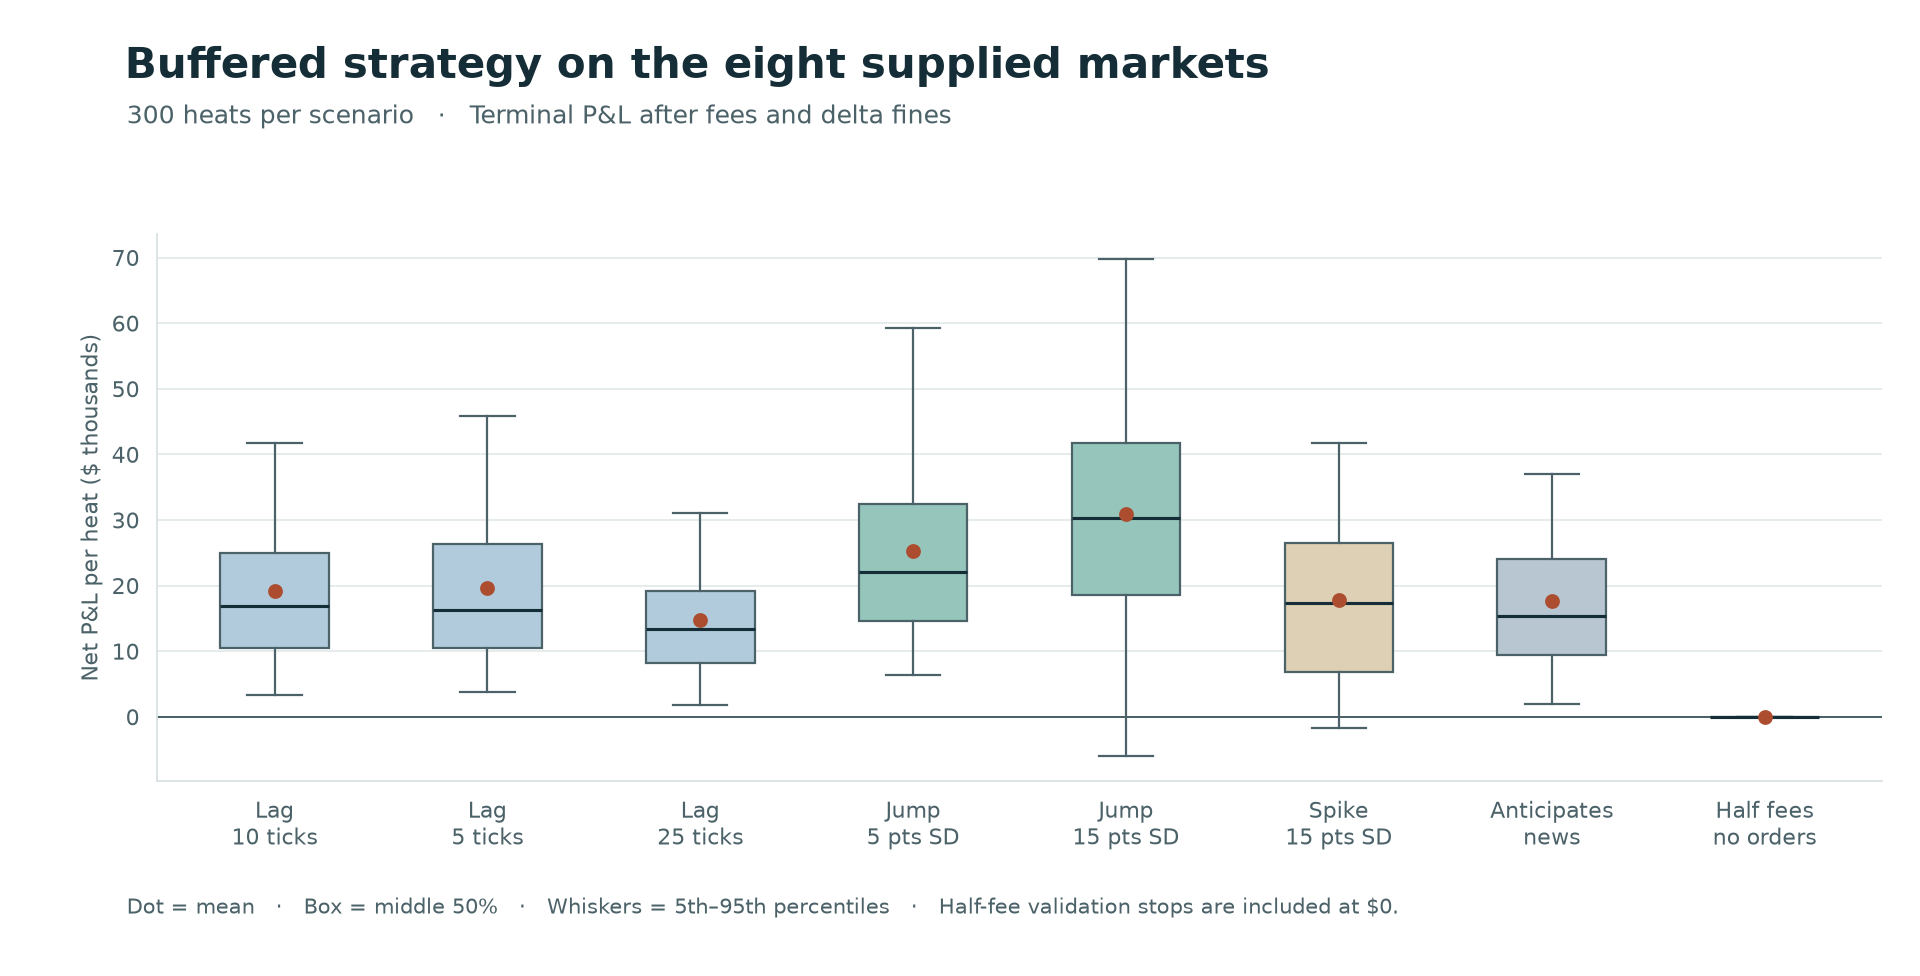 Buffered strategy on the eight supplied markets
300 heats per scenario · Terminal P&L after fees and delta fines
Net P&L per heat ($ thousands)
70
60
50
40
30
20
10
0
Lag
10 ticks
Lag
5 ticks
Lag
25 ticks
Jump
5 pts SD
Jump
15 pts SD
Spike
15 pts SD
Anticipates
news
Half fees
no orders
Dot = mean · Box = middle 50% · Whiskers = 5th–95th percentiles · Half-fee validation stops are included at $0.